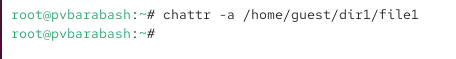 root@pvbarabash:~# chattr -a /home/guest/dir1/file1
root@pvbarabash:~#